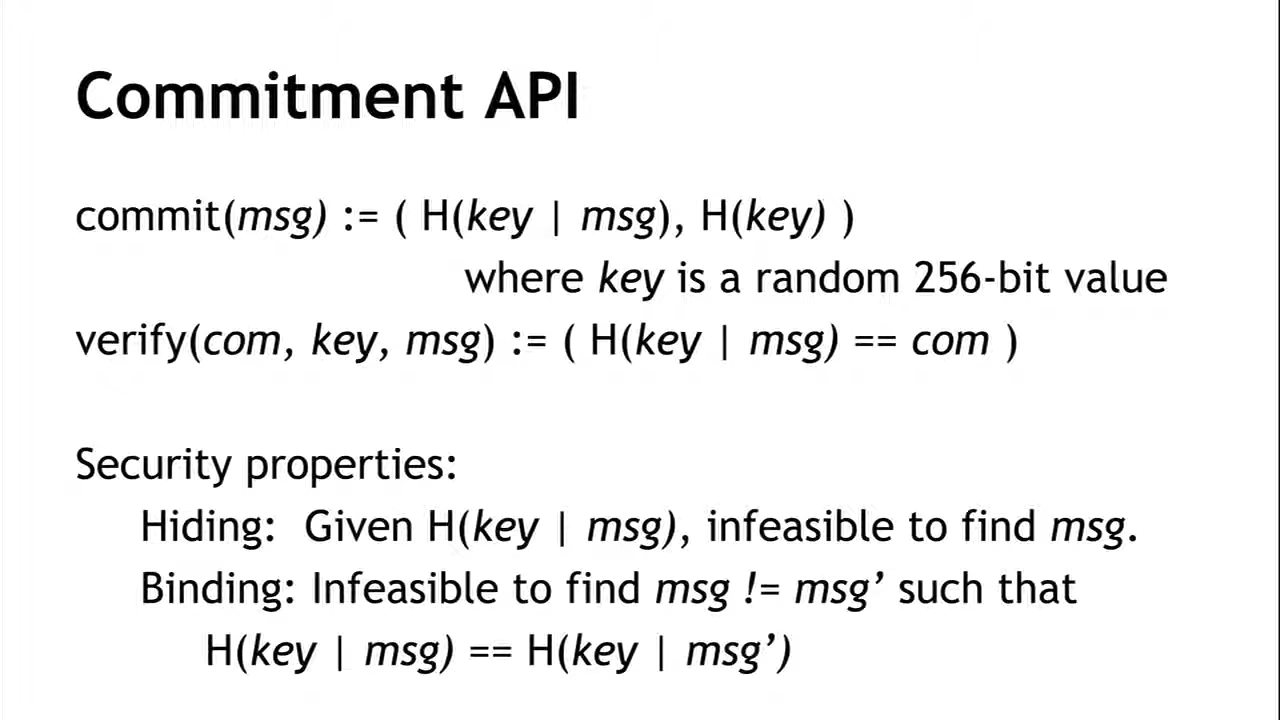 Commitment API
commit(msg) := ( H(key | msg), H(key) )
where key is a random 256-bit value
verify(com, key, msg) := ( H(key | msg) == com )
Security properties:
Hiding: Given H(key | msg), infeasible to find msg.
Binding: Infeasible to find msg != msg’ such that
H(key | msg) == H(key | msg’)